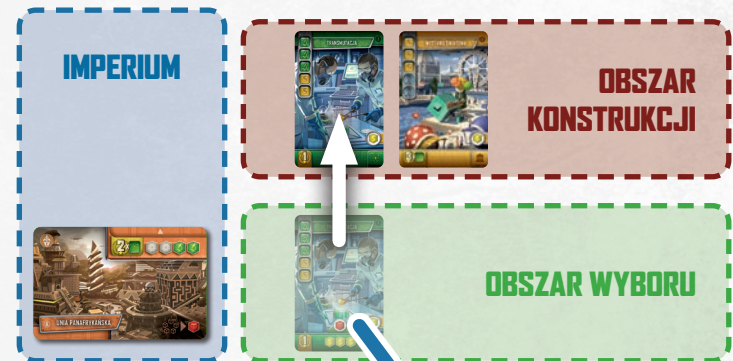 IMPERIUM
TRANSMUTACJA
OBSZAR
KONSTRUKCJI
UNIA PANAFRYKAŃSKA
OBSZAR WYBORU